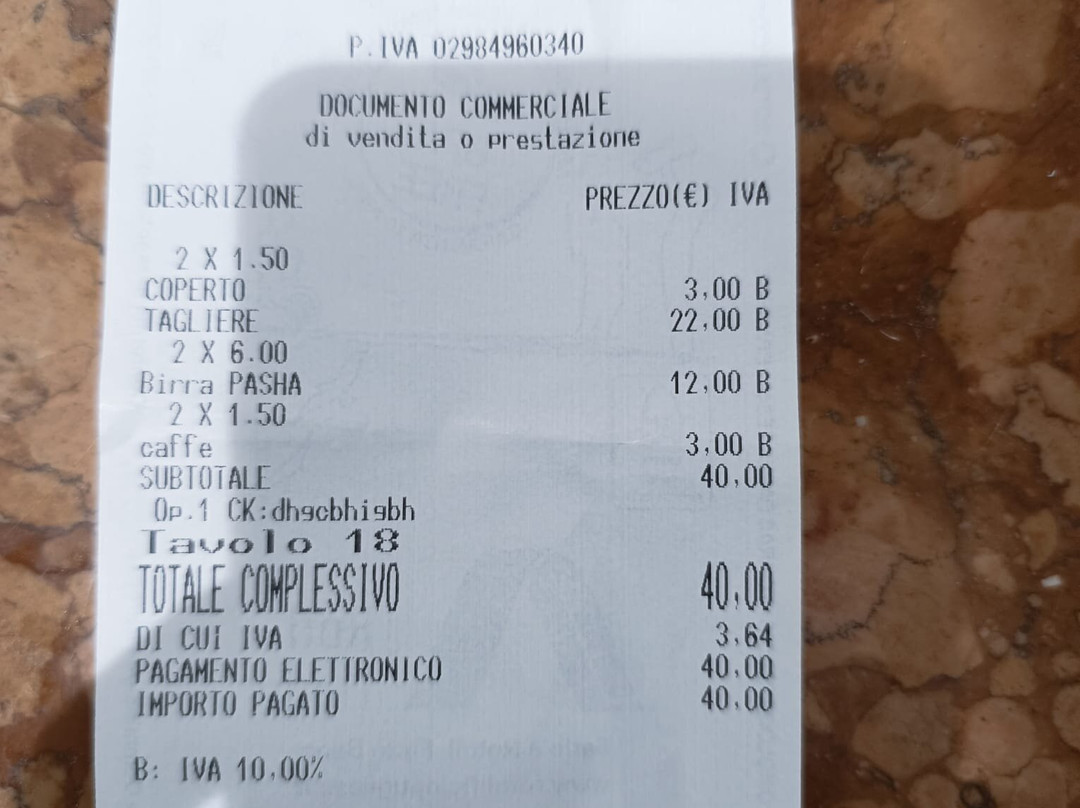 P.IVA 02984960340
DOCUMENTO COMMERCIALE
di vendita o prestazione
DESCRIZIONE PREZZO(€) IVA
2 X 1.50
COPERTO 3,00 B
TAGLIERE 22,00 B
2 X 6.00
Birra PASHA 12,00 B
2 X 1.50
caffe 3,00 B
SUBTOTALE 40,00
Op.1 CK:dhgcbhigbh
Tavolo 18
TOTALE COMPLESSIVO 40,00
DI CUI IVA 3,64
PAGAMENTO ELETTRONICO 40,00
IMPORTO PAGATO 40,00
B: IVA 10,00%